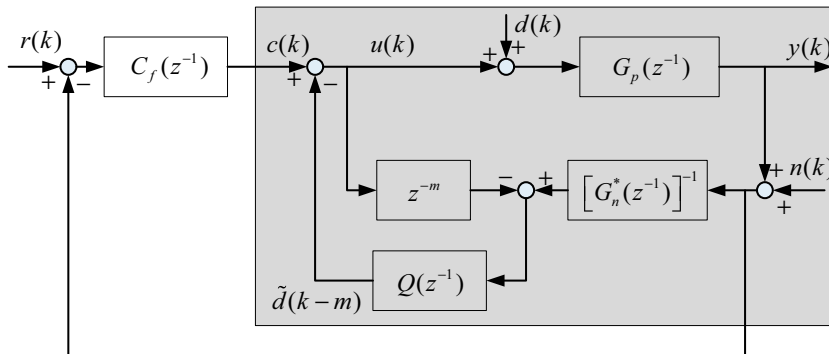 r(k)
+
−
C_f(z^{-1})
c(k)
+
−
u(k)
d(k)
+
+
G_p(z^{-1})
y(k)
z^{-m}
−
+
[G_n^*(z^{-1})]^{-1}
+
n(k)
+
Q(z^{-1})
d̃(k−m)